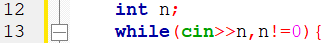 12 int n;
13 while(cin>>n,n!=0){